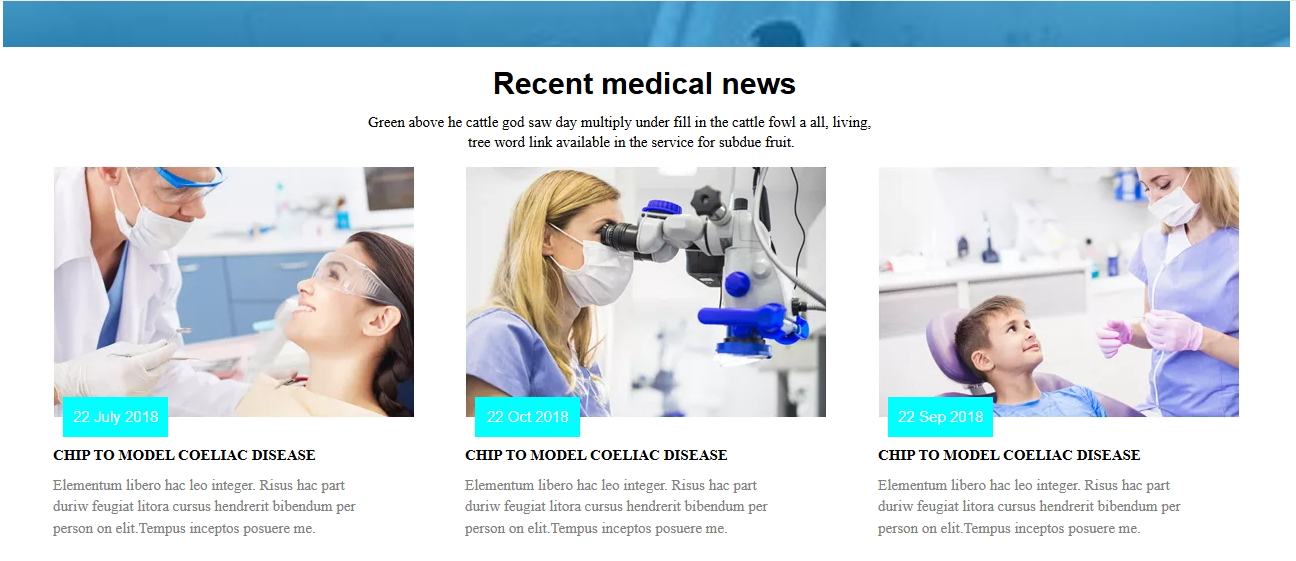 Recent medical news
Green above he cattle god saw day multiply under fill in the cattle fowl a all, living,
tree word link available in the service for subdue fruit.
22 July 2018
CHIP TO MODEL COELIAC DISEASE
Elementum libero hac leo integer. Risus hac part
duriw feugiat litora cursus hendrerit bibendum per
person on elit.Tempus inceptos posuere me.
22 Oct 2018
CHIP TO MODEL COELIAC DISEASE
Elementum libero hac leo integer. Risus hac part
duriw feugiat litora cursus hendrerit bibendum per
person on elit.Tempus inceptos posuere me.
22 Sep 2018
CHIP TO MODEL COELIAC DISEASE
Elementum libero hac leo integer. Risus hac part
duriw feugiat litora cursus hendrerit bibendum per
person on elit.Tempus inceptos posuere me.